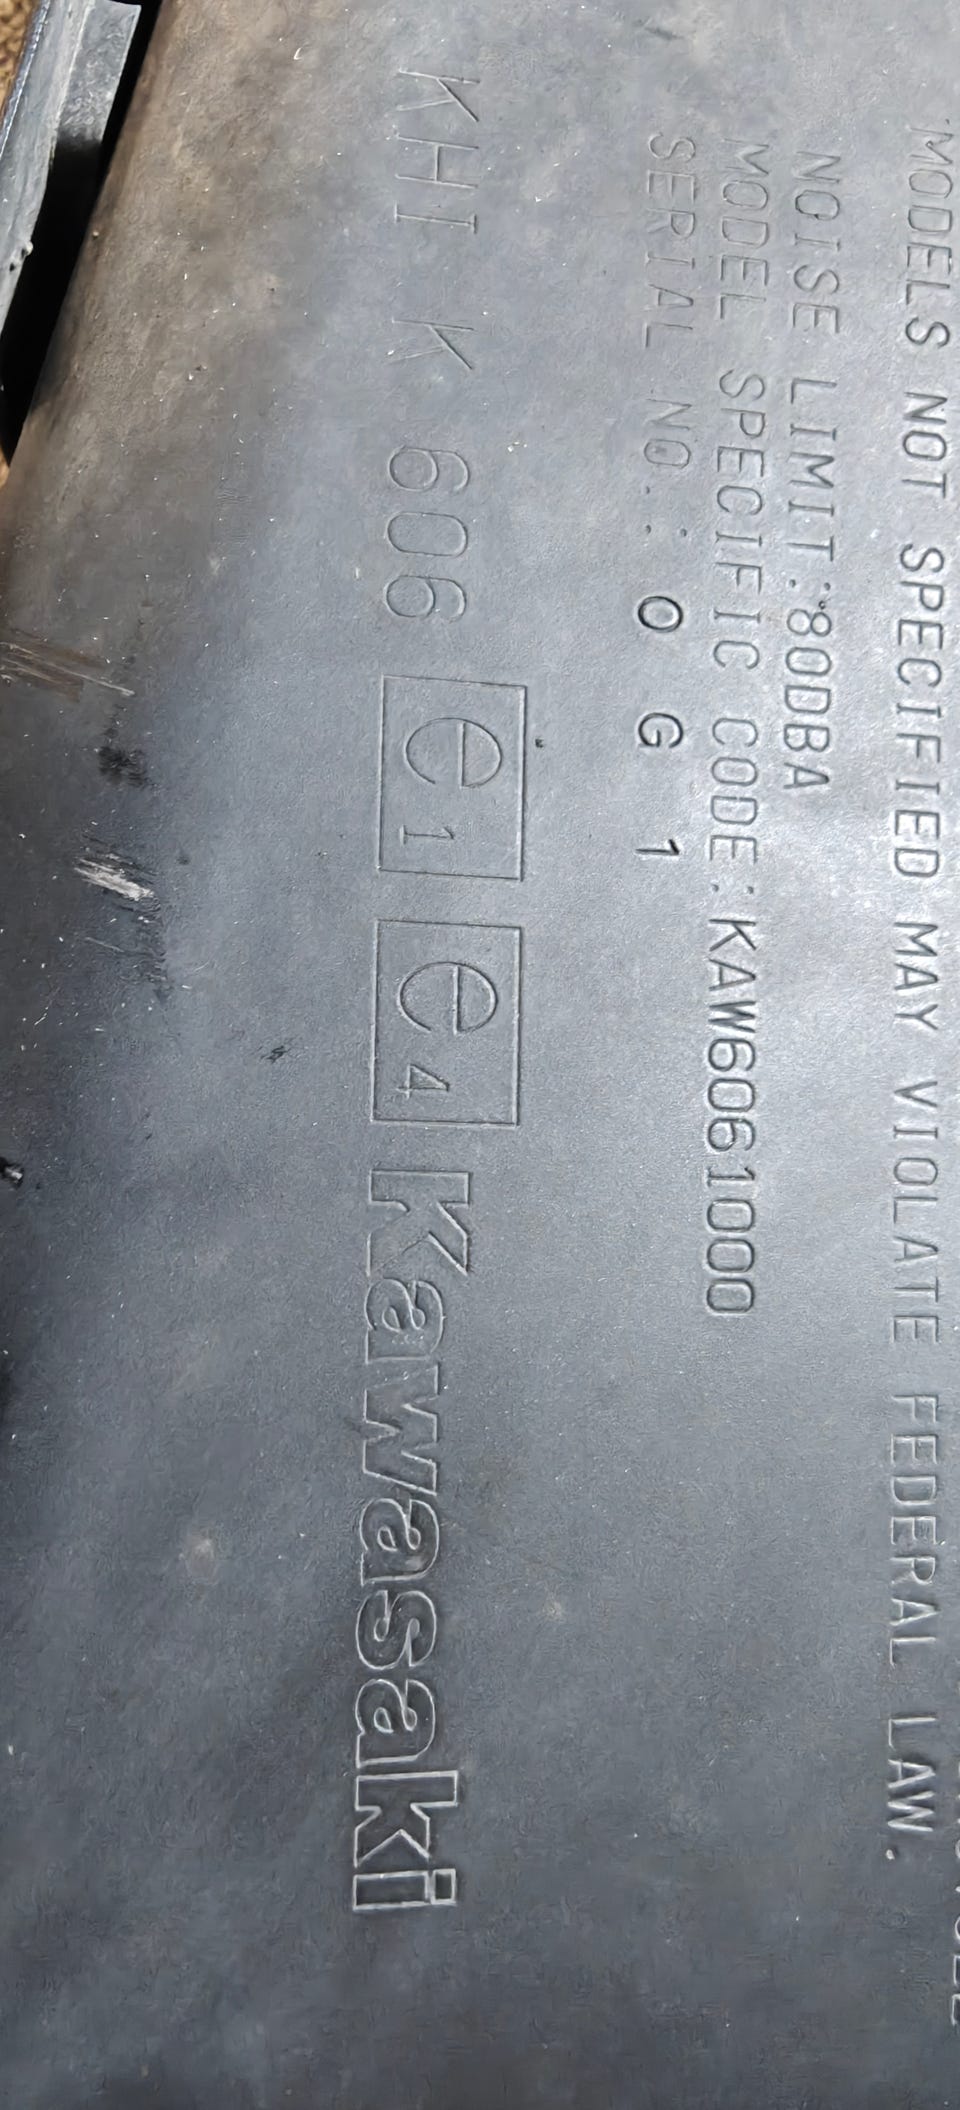 MODELS NOT SPECIFIED MAY VIOLATE FEDERAL LAW.
NOISE LIMIT:80DBA
MODEL SPECIFIC CODE:KAW6061000
SERIAL NO.: O G 1
KHI K 606 e1 e4 Kawasaki